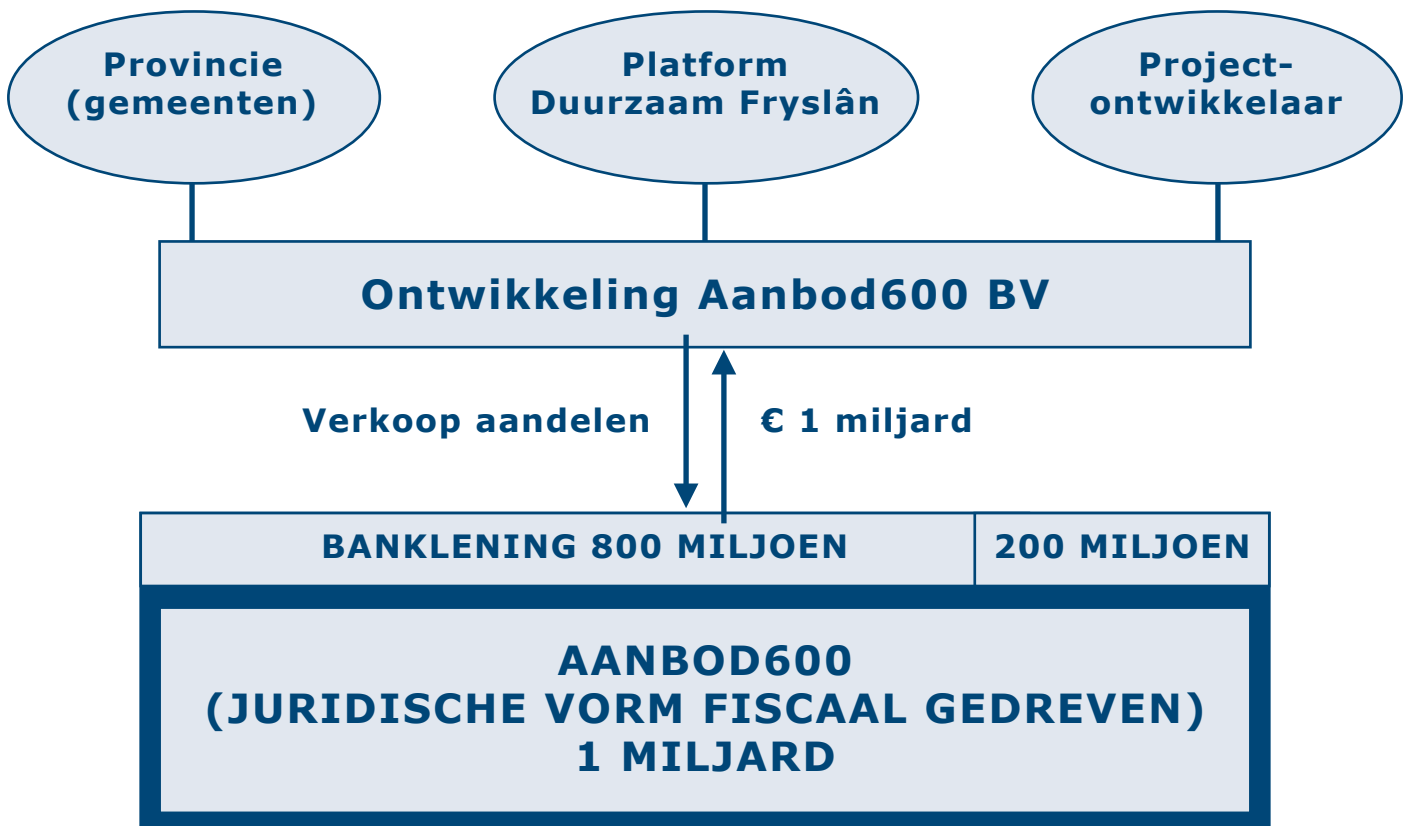 Provincie
(gemeenten)
Platform
Duurzaam Fryslân
Project-
ontwikkelaar
Ontwikkeling Aanbod600 BV
Verkoop aandelen
€ 1 miljard
BANKLENING 800 MILJOEN
200 MILJOEN
AANBOD600
(JURIDISCHE VORM FISCAAL GEDREVEN)
1 MILJARD